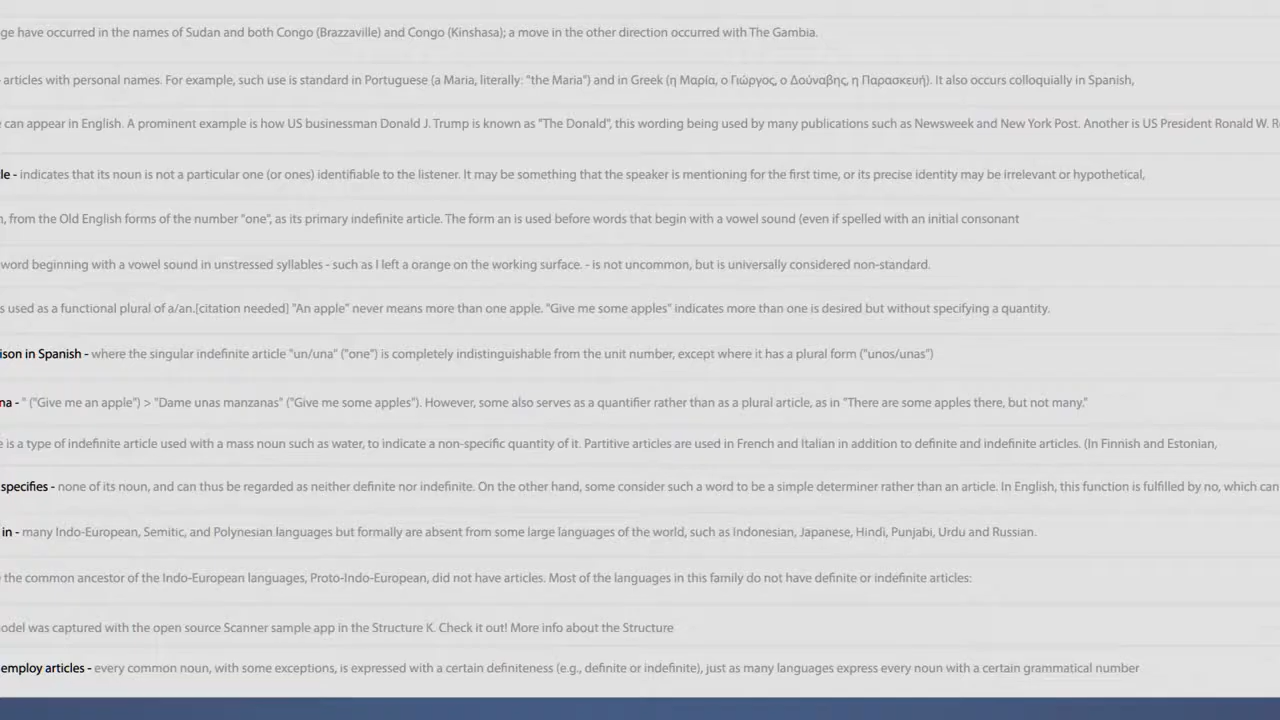 ge have occurred in the names of Sudan and both Congo (Brazzaville) and Congo (Kinshasa); a move in the other direction occurred with The Gambia.
articles with personal names. For example, such use is standard in Portuguese (a Maria, literally: "the Maria") and in Greek (η Μαρία, ο Γιώργος, ο Δούναβης, η Παρασκευή). It also occurs colloquially in Spanish,
can appear in English. A prominent example is how US businessman Donald J. Trump is known as "The Donald", this wording being used by many publications such as Newsweek and New York Post. Another is US President Ronald W. R
le - indicates that its noun is not a particular one (or ones) identifiable to the listener. It may be something that the speaker is mentioning for the first time, or its precise identity may be irrelevant or hypothetical,
, from the Old English forms of the number "one", as its primary indefinite article. The form an is used before words that begin with a vowel sound (even if spelled with an initial consonant
word beginning with a vowel sound in unstressed syllables - such as I left a orange on the working surface. - is not uncommon, but is universally considered non-standard.
s used as a functional plural of a/an.[citation needed] "An apple" never means more than one apple. "Give me some apples" indicates more than one is desired but without specifying a quantity.
ison in Spanish - where the singular indefinite article "un/una" ("one") is completely indistinguishable from the unit number, except where it has a plural form ("unos/unas")
na - " ("Give me an apple") > "Dame unas manzanas" ("Give me some apples"). However, some also serves as a quantifier rather than as a plural article, as in "There are some apples there, but not many."
e is a type of indefinite article used with a mass noun such as water, to indicate a non-specific quantity of it. Partitive articles are used in French and Italian in addition to definite and indefinite articles. (In Finnish and Estonian,
specifies - none of its noun, and can thus be regarded as neither definite nor indefinite. On the other hand, some consider such a word to be a simple determiner rather than an article. In English, this function is fulfilled by no, which can
in - many Indo-European, Semitic, and Polynesian languages but formally are absent from some large languages of the world, such as Indonesian, Japanese, Hindi, Punjabi, Urdu and Russian.
the common ancestor of the Indo-European languages, Proto-Indo-European, did not have articles. Most of the languages in this family do not have definite or indefinite articles:
odel was captured with the open source Scanner sample app in the Structure K. Check it out! More info about the Structure
employ articles - every common noun, with some exceptions, is expressed with a certain definiteness (e.g., definite or indefinite), just as many languages express every noun with a certain grammatical number